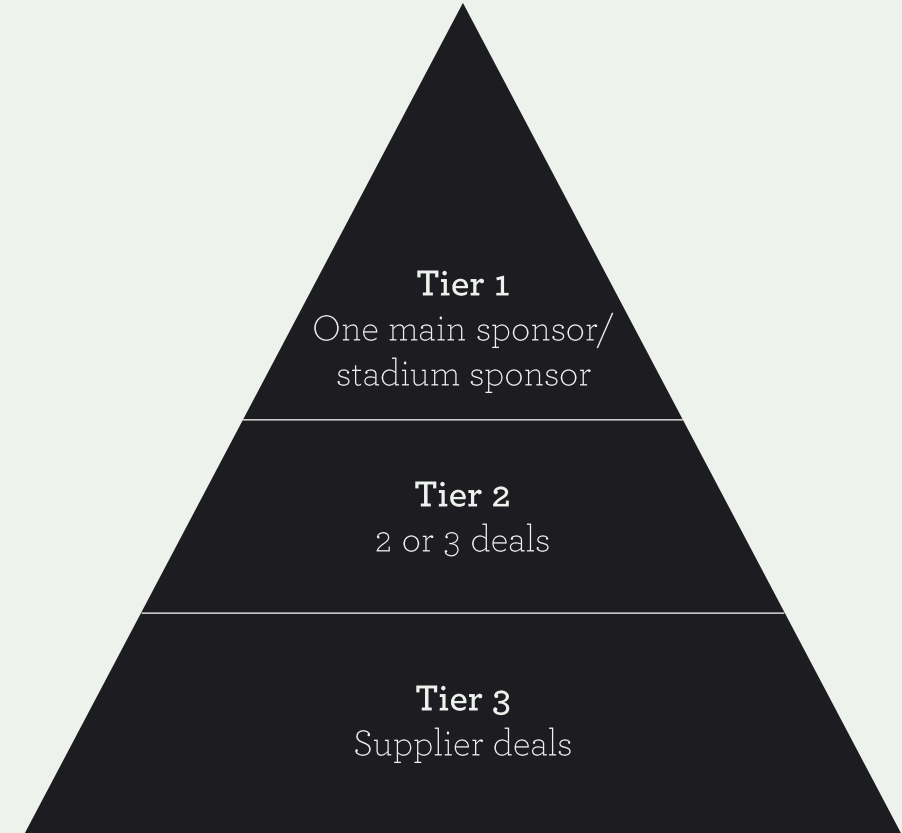 Tier 1
One main sponsor/
stadium sponsor
Tier 2
2 or 3 deals
Tier 3
Supplier deals